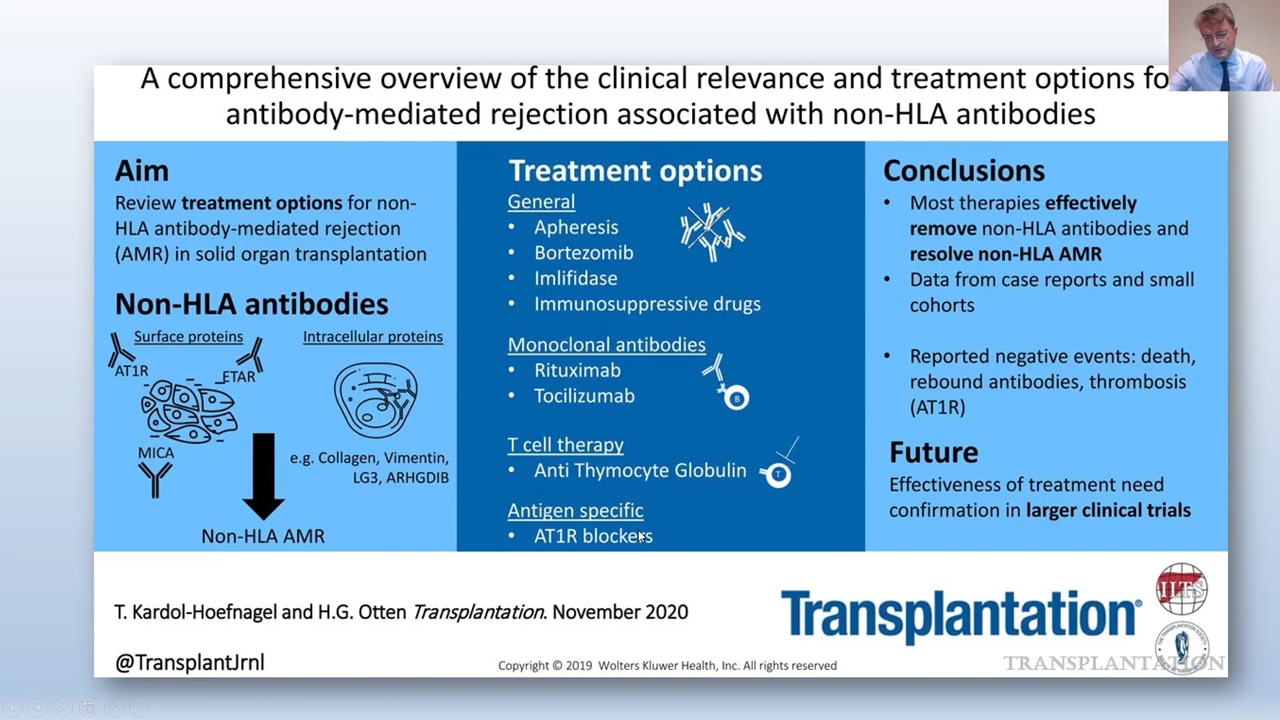 A comprehensive overview of the clinical relevance and treatment options fo
antibody-mediated rejection associated with non-HLA antibodies
Aim
Review treatment options for non-
HLA antibody-mediated rejection
(AMR) in solid organ transplantation
Non-HLA antibodies
Surface proteins
Intracellular proteins
AT1R
ETAR
MICA
e.g. Collagen, Vimentin,
LG3, ARHGDIB
Non-HLA AMR
Treatment options
General
• Apheresis
• Bortezomib
• Imlifidase
• Immunosuppressive drugs
Monoclonal antibodies
• Rituximab
• Tocilizumab
B
T cell therapy
• Anti Thymocyte Globulin
T
Antigen specific
• AT1R blockers
Conclusions
• Most therapies effectively
remove non-HLA antibodies and
resolve non-HLA AMR
• Data from case reports and small
cohorts
• Reported negative events: death,
rebound antibodies, thrombosis
(AT1R)
Future
Effectiveness of treatment need
confirmation in larger clinical trials
T. Kardol-Hoefnagel and H.G. Otten Transplantation. November 2020
@TransplantJrnl
Copyright © 2019 Wolters Kluwer Health, Inc. All rights reserved
Transplantation®
ILTS
TRANSPLANTATION